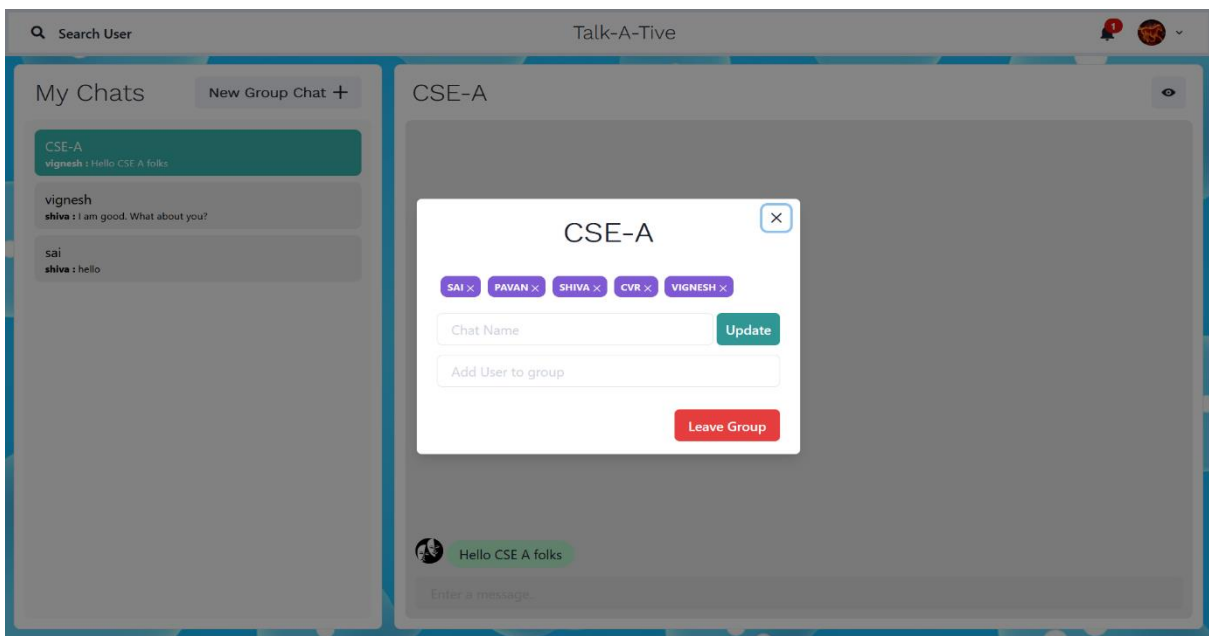 Search User
Talk-A-Tive
1
My Chats
New Group Chat +
CSE-A
vignesh : Hello CSE A folks
vignesh
shiva : I am good. What about you?
sai
shiva : hello
CSE-A
CSE-A
SAI × PAVAN × SHIVA × CVR × VIGNESH ×
Chat Name
Update
Add User to group
Leave Group
Hello CSE A folks
Enter a message..